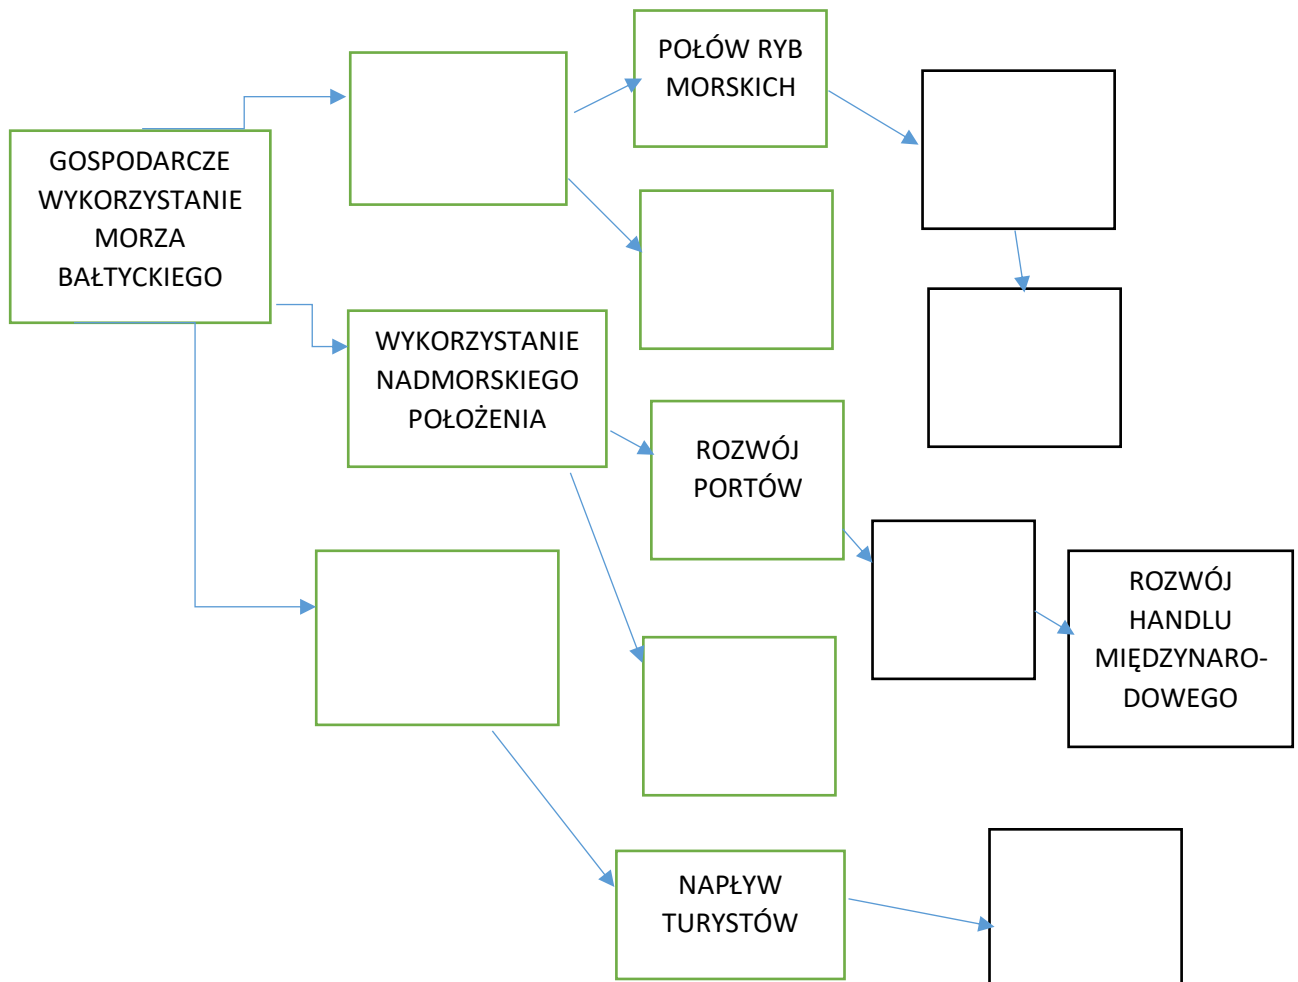 POŁÓW RYB
MORSKICH
GOSPODARCZE
WYKORZYSTANIE
MORZA
BAŁTYCKIEGO
WYKORZYSTANIE
NADMORSKIEGO
POŁOŻENIA
ROZWÓJ
PORTÓW
ROZWÓJ
HANDLU
MIĘDZYNARO-
DOWEGO
NAPŁYW
TURYSTÓW